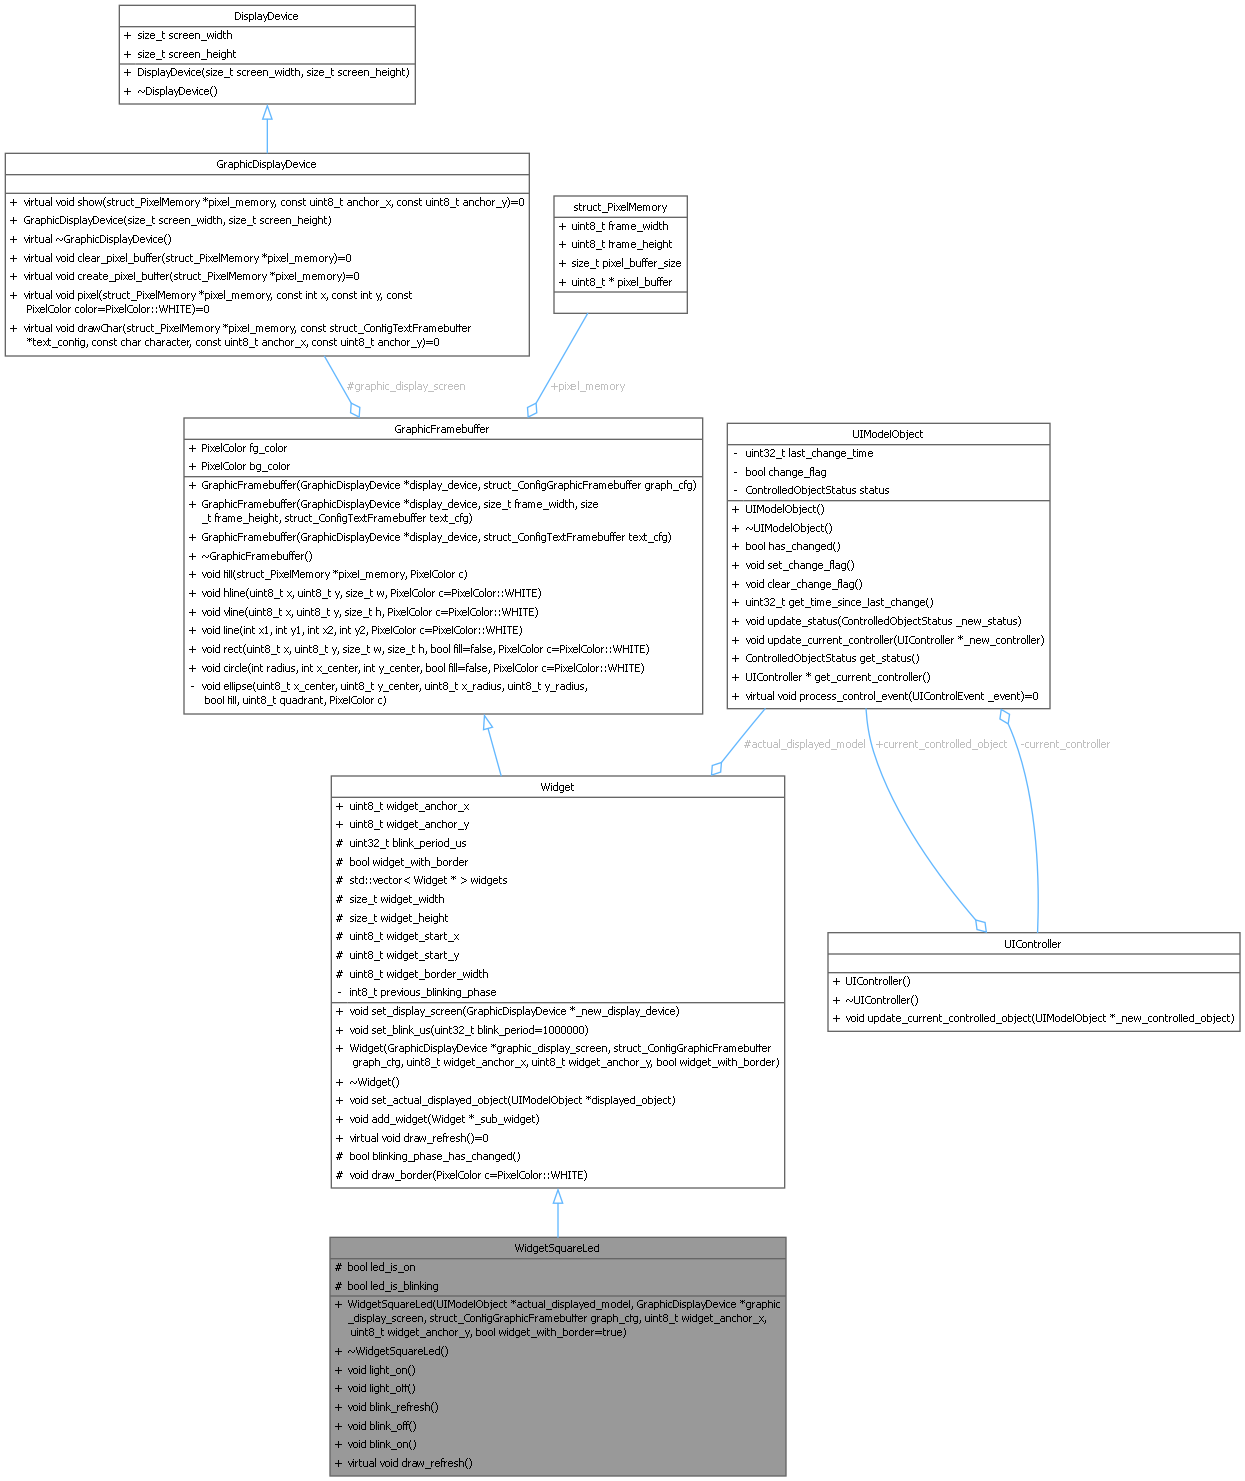 DisplayDevice
+ size_t screen_width
+ size_t screen_height
+ DisplayDevice(size_t screen_width, size_t screen_height)
+ ~DisplayDevice()
GraphicDisplayDevice
+ virtual void show(struct_PixelMemory *pixel_memory, const uint8_t anchor_x, const uint8_t anchor_y)=0
+ GraphicDisplayDevice(size_t screen_width, size_t screen_height)
+ virtual ~GraphicDisplayDevice()
+ virtual void clear_pixel_buffer(struct_PixelMemory *pixel_memory)=0
+ virtual void create_pixel_buffer(struct_PixelMemory *pixel_memory)=0
+ virtual void pixel(struct_PixelMemory *pixel_memory, const int x, const int y, const
PixelColor color=PixelColor::WHITE)=0
+ virtual void drawChar(struct_PixelMemory *pixel_memory, const struct_ConfigTextFramebuffer
*text_config, const char character, const uint8_t anchor_x, const uint8_t anchor_y)=0
struct_PixelMemory
+ uint8_t frame_width
+ uint8_t frame_height
+ size_t pixel_buffer_size
+ uint8_t * pixel_buffer
#graphic_display_screen
+pixel_memory
GraphicFramebuffer
+ PixelColor fg_color
+ PixelColor bg_color
+ GraphicFramebuffer(GraphicDisplayDevice *display_device, struct_ConfigGraphicFramebuffer graph_cfg)
+ GraphicFramebuffer(GraphicDisplayDevice *display_device, size_t frame_width, size
_t frame_height, struct_ConfigTextFramebuffer text_cfg)
+ GraphicFramebuffer(GraphicDisplayDevice *display_device, struct_ConfigTextFramebuffer text_cfg)
+ ~GraphicFramebuffer()
+ void fill(struct_PixelMemory *pixel_memory, PixelColor c)
+ void hline(uint8_t x, uint8_t y, size_t w, PixelColor c=PixelColor::WHITE)
+ void vline(uint8_t x, uint8_t y, size_t h, PixelColor c=PixelColor::WHITE)
+ void line(int x1, int y1, int x2, int y2, PixelColor c=PixelColor::WHITE)
+ void rect(uint8_t x, uint8_t y, size_t w, size_t h, bool fill=false, PixelColor c=PixelColor::WHITE)
+ void circle(int radius, int x_center, int y_center, bool fill=false, PixelColor c=PixelColor::WHITE)
- void ellipse(uint8_t x_center, uint8_t y_center, uint8_t x_radius, uint8_t y_radius,
bool fill, uint8_t quadrant, PixelColor c)
UIModelObject
- uint32_t last_change_time
- bool change_flag
- ControlledObjectStatus status
+ UIModelObject()
+ ~UIModelObject()
+ bool has_changed()
+ void set_change_flag()
+ void clear_change_flag()
+ uint32_t get_time_since_last_change()
+ void update_status(ControlledObjectStatus _new_status)
+ void update_current_controller(UIController *_new_controller)
+ ControlledObjectStatus get_status()
+ UIController * get_current_controller()
+ virtual void process_control_event(UIControlEvent _event)=0
#actual_displayed_model
+current_controlled_object
-current_controller
Widget
+ uint8_t widget_anchor_x
+ uint8_t widget_anchor_y
# uint32_t blink_period_us
# bool widget_with_border
# std::vector< Widget * > widgets
# size_t widget_width
# size_t widget_height
# uint8_t widget_start_x
# uint8_t widget_start_y
# uint8_t widget_border_width
- int8_t previous_blinking_phase
+ void set_display_screen(GraphicDisplayDevice *_new_display_device)
+ void set_blink_us(uint32_t blink_period=1000000)
+ Widget(GraphicDisplayDevice *graphic_display_screen, struct_ConfigGraphicFramebuffer
graph_cfg, uint8_t widget_anchor_x, uint8_t widget_anchor_y, bool widget_with_border)
+ ~Widget()
+ void set_actual_displayed_object(UIModelObject *displayed_object)
+ void add_widget(Widget *_sub_widget)
+ virtual void draw_refresh()=0
# bool blinking_phase_has_changed()
# void draw_border(PixelColor c=PixelColor::WHITE)
UIController
+ UIController()
+ ~UIController()
+ void update_current_controlled_object(UIModelObject *_new_controlled_object)
WidgetSquareLed
# bool led_is_on
# bool led_is_blinking
+ WidgetSquareLed(UIModelObject *actual_displayed_model, GraphicDisplayDevice *graphic
_display_screen, struct_ConfigGraphicFramebuffer graph_cfg, uint8_t widget_anchor_x,
uint8_t widget_anchor_y, bool widget_with_border=true)
+ ~WidgetSquareLed()
+ void light_on()
+ void light_off()
+ void blink_refresh()
+ void blink_off()
+ void blink_on()
+ virtual void draw_refresh()